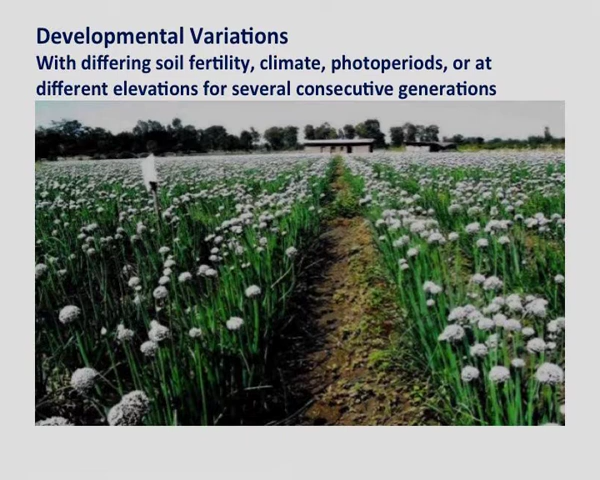 Developmental Variations
With differing soil fertility, climate, photoperiods, or at
different elevations for several consecutive generations